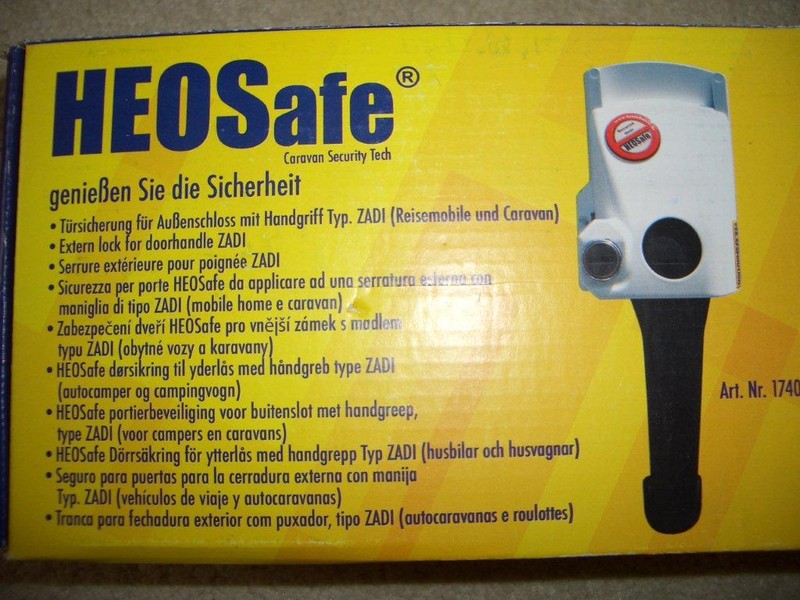 HEOSafe®
Caravan Security Tech
genießen Sie die Sicherheit
• Türsicherung für Außenschloss mit Handgriff Typ. ZADI (Reisemobile und Caravan)
• Extern lock for doorhandle ZADI
• Serrure extérieure pour poignée ZADI
• Sicurezza per porte HEOSafe da applicare ad una serratura esterna con
maniglia di tipo ZADI (mobile home e caravan)
• Zabezpečení dveří HEOSafe pro vnější zámek s madlem
typu ZADI (obytné vozy a karavany)
• HEOSafe dørsikring til yderlås med håndgreb type ZADI
(autocamper og campingvogn)
• HEOSafe portierbeveiliging voor buitenslot met handgreep,
type ZADI (voor campers en caravans)
• HEOSafe Dörrsäkring för ytterlås med handgrepp Typ ZADI (husbilar och husvagnar)
• Seguro para puertas para la cerradura externa con manija
Typ. ZADI (vehículos de viaje y autocaravanas)
• Tranca para fechadura exterior com puxador, tipo ZADI (autocaravanas e roulottes)
HEOSafe
Art. Nr. 1740